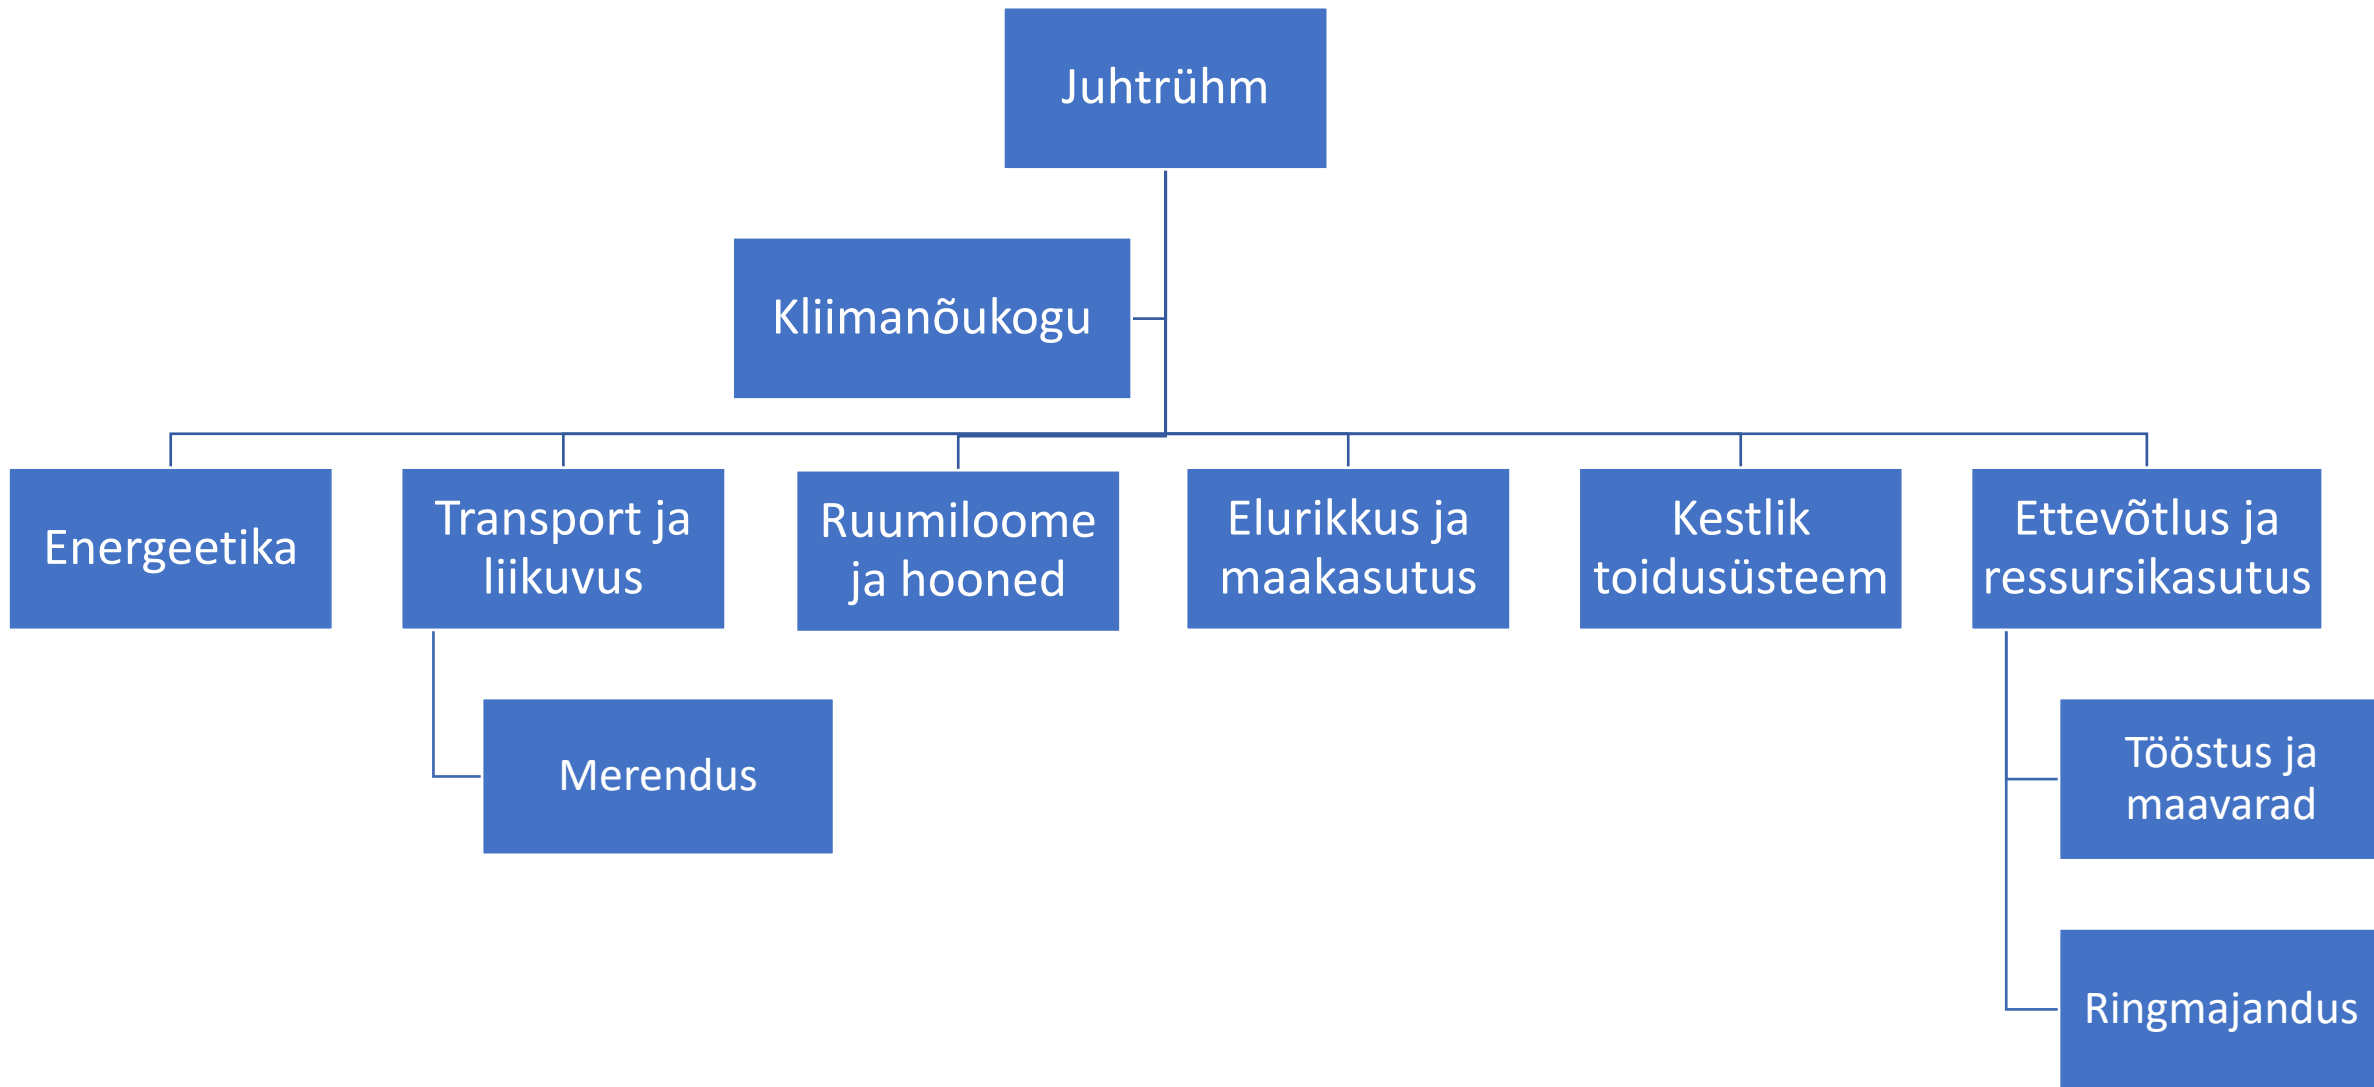 Juhtrühm
Kliimanõukogu
Energeetika
Transport ja
liikuvus
Ruumiloome
ja hooned
Elurikkus ja
maakasutus
Kestlik
toidusüsteem
Ettevõtlus ja
ressursikasutus
Merendus
Tööstus ja
maavarad
Ringmajandus